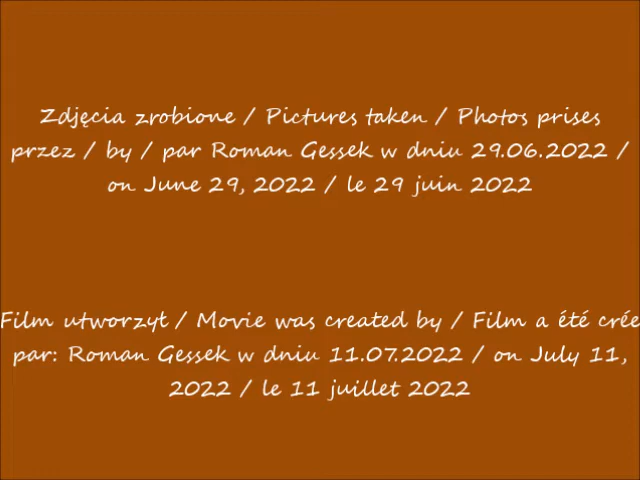 Zdjęcia zrobione / Pictures taken / Photos prises
przez / by / par Roman Gessek w dniu 29.06.2022 /
on June 29, 2022 / le 29 juin 2022
Film utworzył / Movie was created by / Film a été crée
par: Roman Gessek w dniu 11.07.2022 / on July 11,
2022 / le 11 juillet 2022